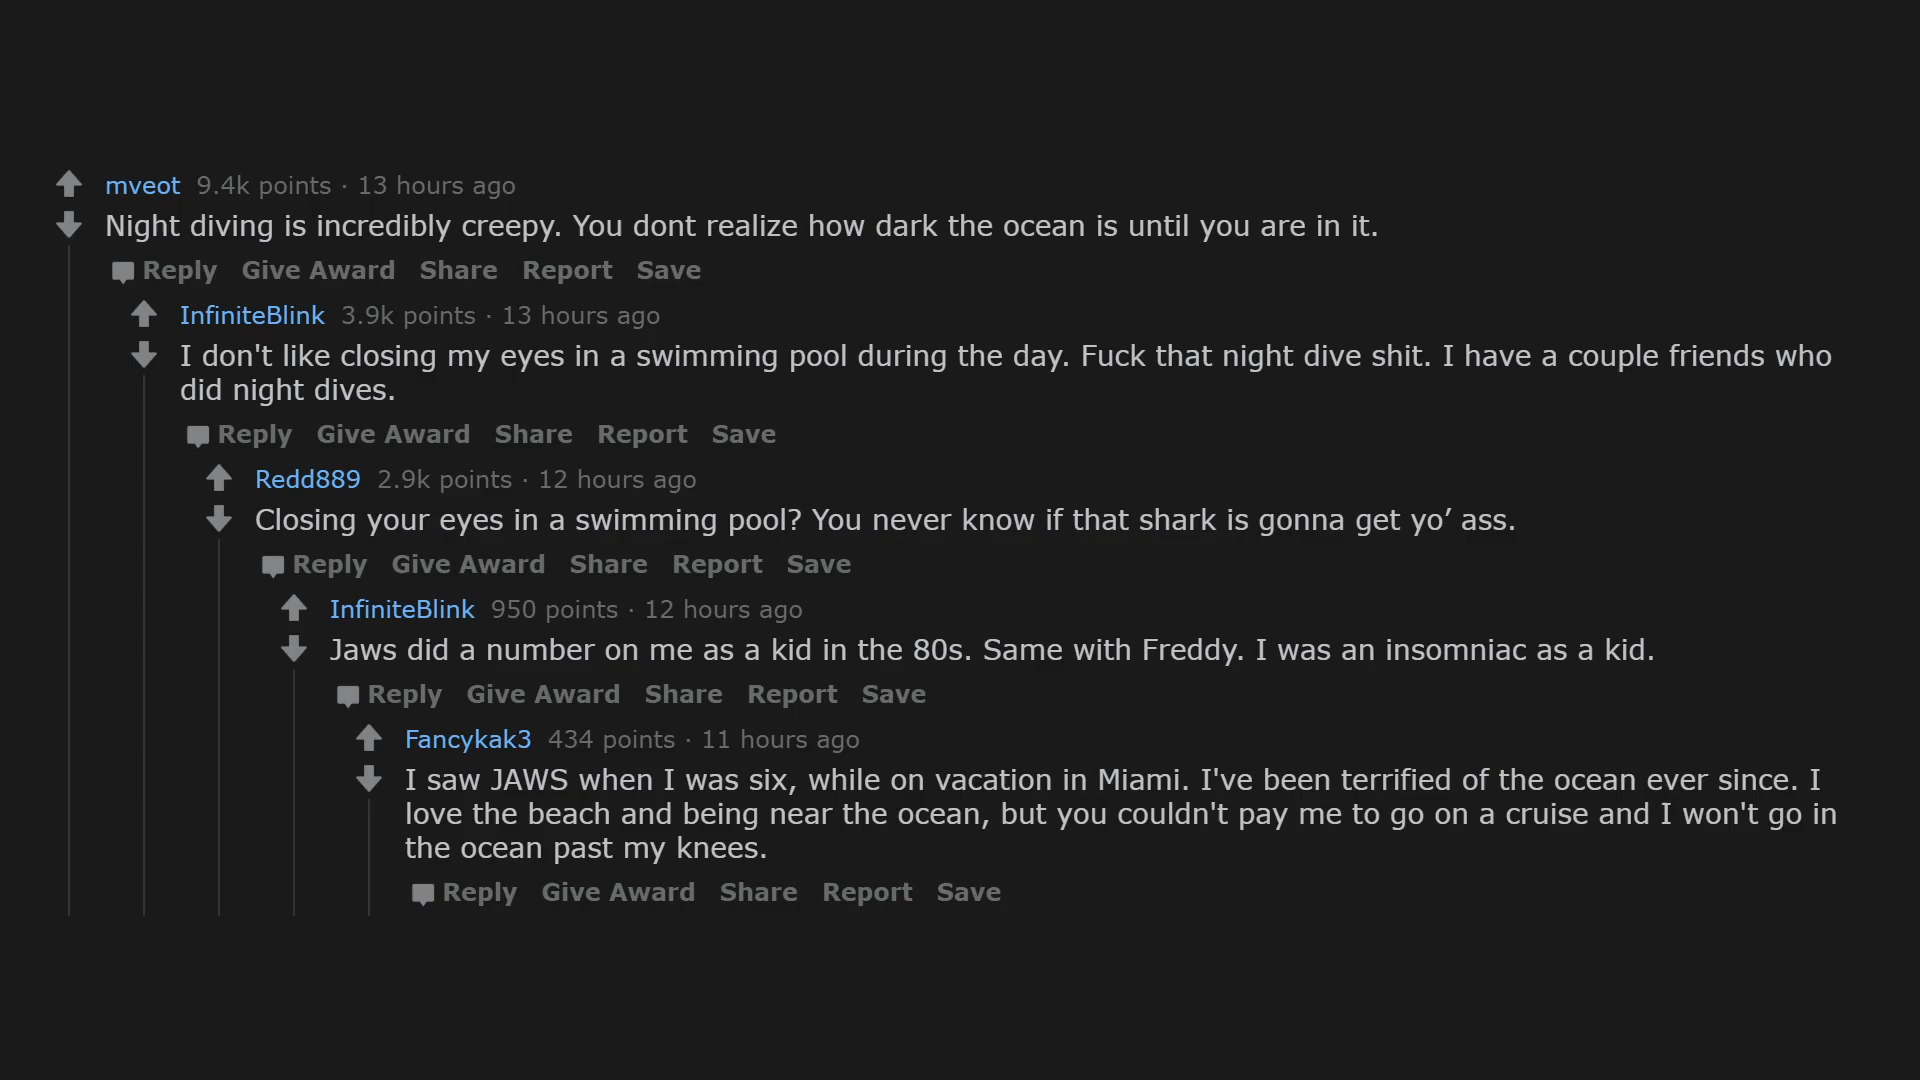 mveot 9.4k points · 13 hours ago
Night diving is incredibly creepy. You dont realize how dark the ocean is until you are in it.
Reply Give Award Share Report Save
InfiniteBlink 3.9k points · 13 hours ago
I don't like closing my eyes in a swimming pool during the day. Fuck that night dive shit. I have a couple friends who
did night dives.
Reply Give Award Share Report Save
Redd889 2.9k points · 12 hours ago
Closing your eyes in a swimming pool? You never know if that shark is gonna get yo’ ass.
Reply Give Award Share Report Save
InfiniteBlink 950 points · 12 hours ago
Jaws did a number on me as a kid in the 80s. Same with Freddy. I was an insomniac as a kid.
Reply Give Award Share Report Save
Fancykak3 434 points · 11 hours ago
I saw JAWS when I was six, while on vacation in Miami. I've been terrified of the ocean ever since. I
love the beach and being near the ocean, but you couldn't pay me to go on a cruise and I won't go in
the ocean past my knees.
Reply Give Award Share Report Save